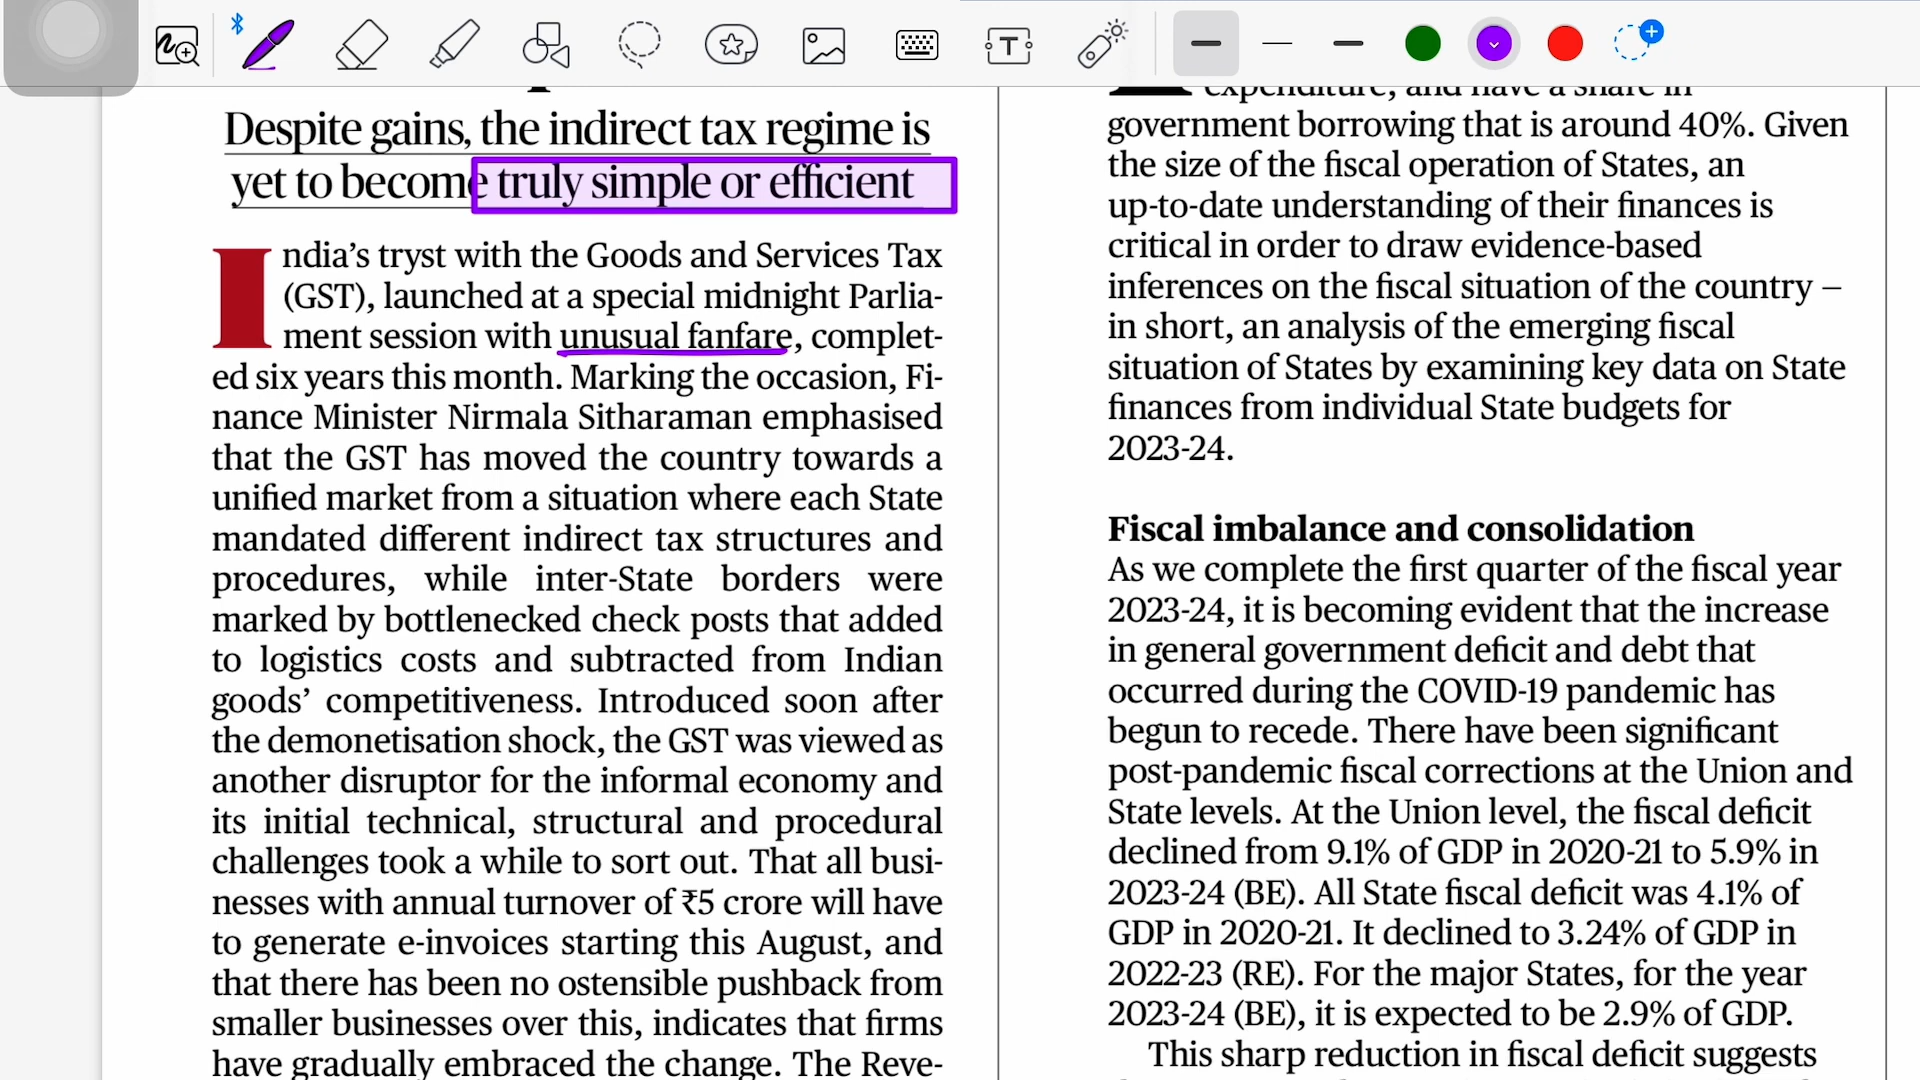 Despite gains, the indirect tax regime is
yet to become truly simple or efficient
India's tryst with the Goods and Services Tax
(GST), launched at a special midnight Parlia-
ment session with unusual fanfare, complet-
ed six years this month. Marking the occasion, Fi-
nance Minister Nirmala Sitharaman emphasised
that the GST has moved the country towards a
unified market from a situation where each State
mandated different indirect tax structures and
procedures, while inter-State borders were
marked by bottlenecked check posts that added
to logistics costs and subtracted from Indian
goods' competitiveness. Introduced soon after
the demonetisation shock, the GST was viewed as
another disruptor for the informal economy and
its initial technical, structural and procedural
challenges took a while to sort out. That all busi-
nesses with annual turnover of ₹5 crore will have
to generate e-invoices starting this August, and
that there has been no ostensible pushback from
smaller businesses over this, indicates that firms
have gradually embraced the change. The Reve-
expenditure, and have a share in
government borrowing that is around 40%. Given
the size of the fiscal operation of States, an
up-to-date understanding of their finances is
critical in order to draw evidence-based
inferences on the fiscal situation of the country —
in short, an analysis of the emerging fiscal
situation of States by examining key data on State
finances from individual State budgets for
2023-24.
Fiscal imbalance and consolidation
As we complete the first quarter of the fiscal year
2023-24, it is becoming evident that the increase
in general government deficit and debt that
occurred during the COVID-19 pandemic has
begun to recede. There have been significant
post-pandemic fiscal corrections at the Union and
State levels. At the Union level, the fiscal deficit
declined from 9.1% of GDP in 2020-21 to 5.9% in
2023-24 (BE). All State fiscal deficit was 4.1% of
GDP in 2020-21. It declined to 3.24% of GDP in
2022-23 (RE). For the major States, for the year
2023-24 (BE), it is expected to be 2.9% of GDP.
This sharp reduction in fiscal deficit suggests